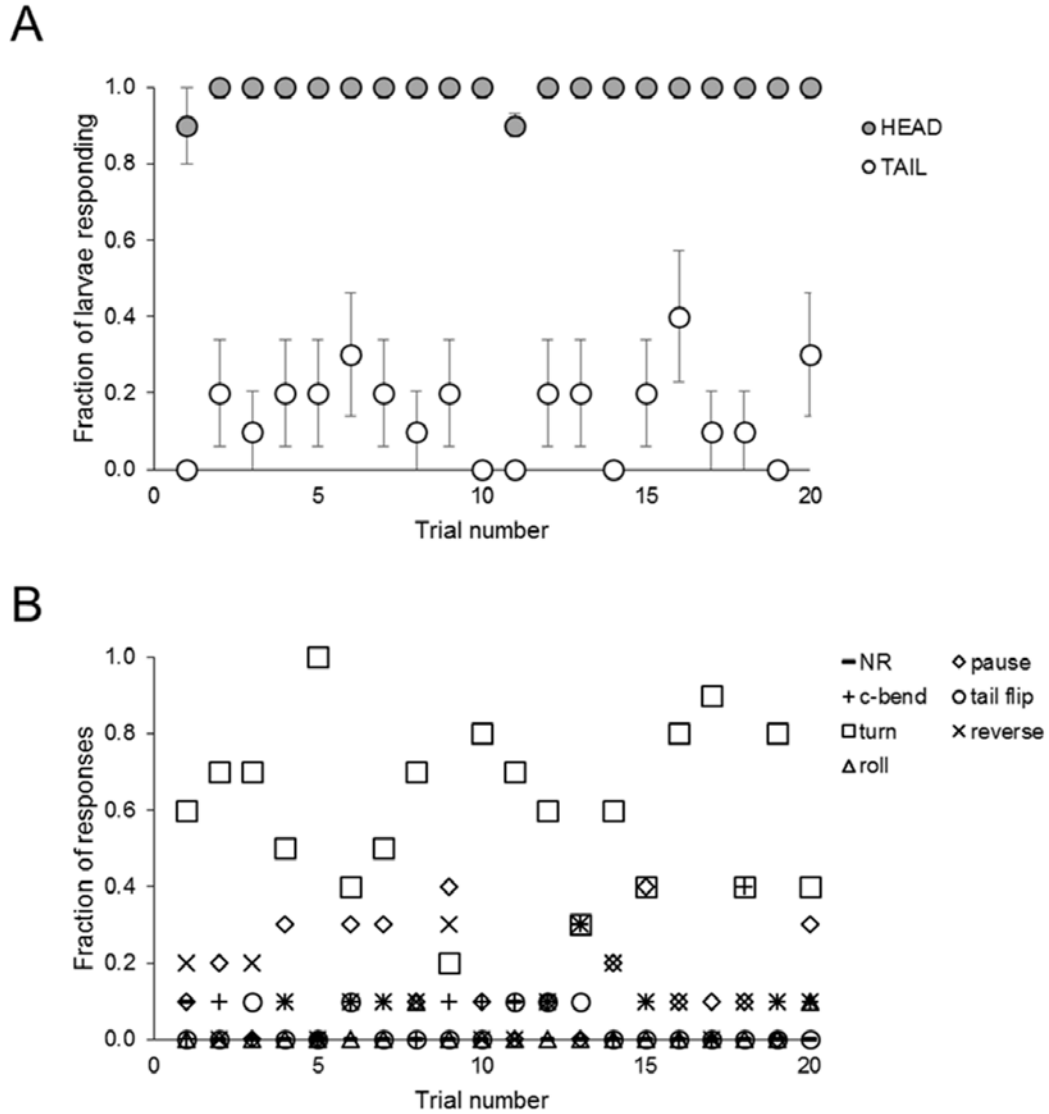 A
1.0
0.8
0.6
0.4
0.2
0.0
Fraction of larvae responding
0 5 10 15 20
Trial number
HEAD
TAIL
B
1.0
0.8
0.6
0.4
0.2
0.0
Fraction of responses
0 5 10 15 20
Trial number
NR pause
c-bend tail flip
turn reverse
roll